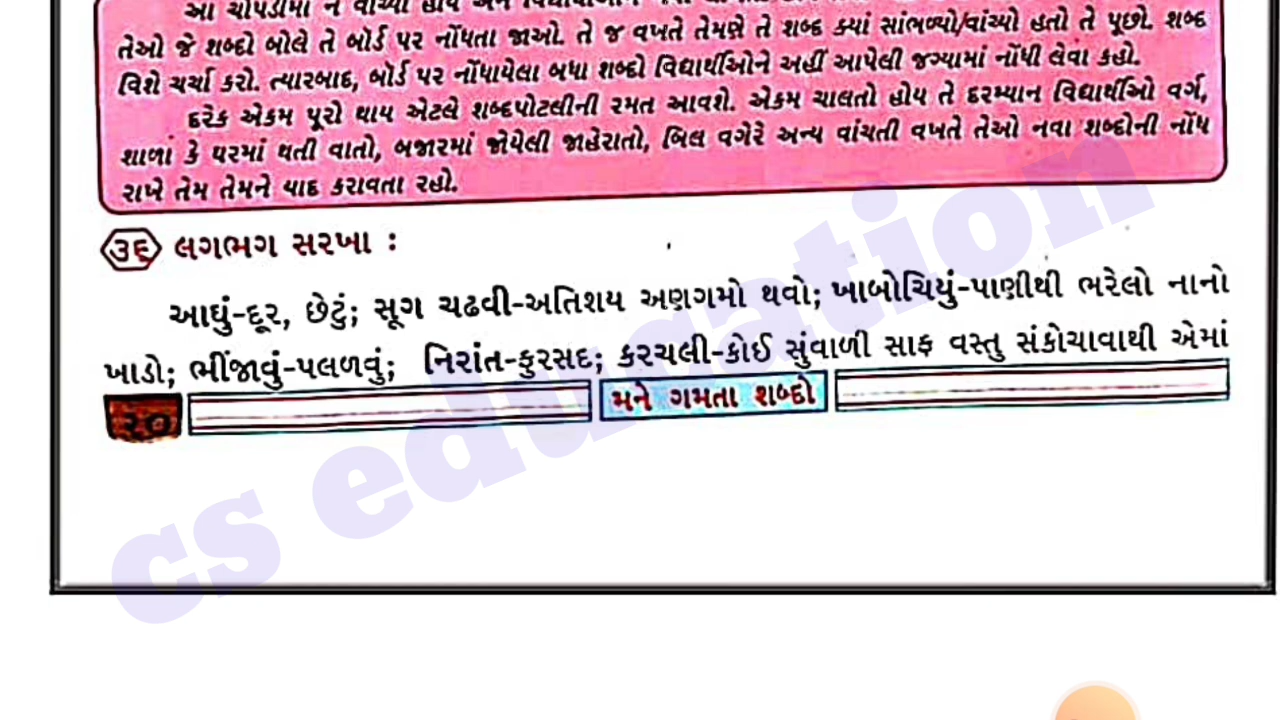 આ ચોપડીમાં ન વાંચ્યા હોય
તેઓ જે શબ્દો બોલે તે બોર્ડ પર નોંધતા જાઓ. તે જ વખતે તેમણે તે શબ્દ ક્યાં સાંભળ્યો/વાંચ્યો હતો તે પૂછો. શબ્દ
વિશે ચર્ચા કરો. ત્યારબાદ, બૉર્ડ પર નોંધાયેલા બધા શબ્દો વિદ્યાર્થીઓને અહીં આપેલી જગ્યામાં નોંધી લેવા કહો.
દરેક એકમ પૂરો થાય એટલે શબ્દપોટલીની રમત આવશે. એકમ ચાલતો હોય તે દરમ્યાન વિદ્યાર્થીઓ વર્ગ,
શાળાં કે ઘરમાં થતી વાતો, બજારમાં જોયેલી જાહેરાતો, બિલ વગેરે અન્ય વાંચતી વખતે તેઓ નવા શબ્દોની નોંધ
રાખે તેમ તેમને યાદ કરાવતા રહો.
૩૬ લગભગ સરખા :
આઘું-દૂર, છેટું; સૂગ ચઢવી-અતિશય અણગમો થવો; ખાબોચિયું-પાણીથી ભરેલો નાનો
ખાડો; ભીંજાવું-પલળવું; નિરાંત-ફુરસદ; કરચલી-કોઈ સુંવાળી સાફ વસ્તુ સંકોચાવાથી એમાં
૨૦ મને ગમતા શબ્દો
cs education